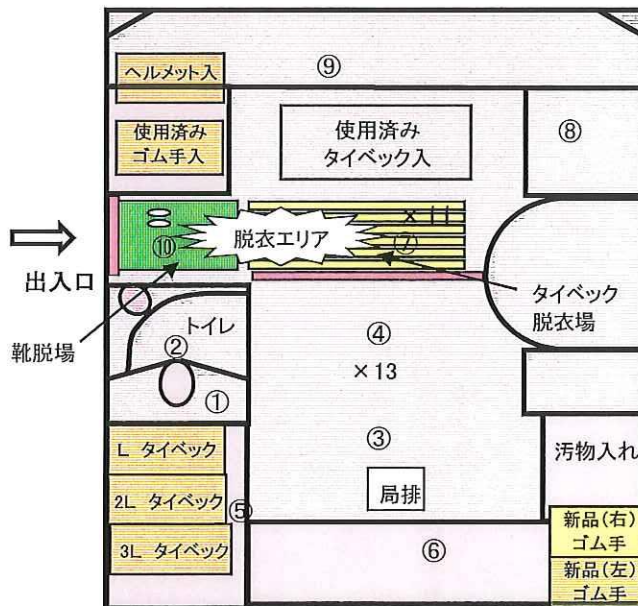 ⑨
ヘルメット入
使用済み
ゴム手入
使用済み
タイベック入
⑧
×11
⑩
脱衣エリア
⑦
出入口
靴脱場
タイベック
脱衣場
トイレ
②
①
④
×13
③
局排
L タイベック
2L タイベック
3L タイベック
⑤
⑥
汚物入れ
新品(右)
ゴム手
新品(左)
ゴム手